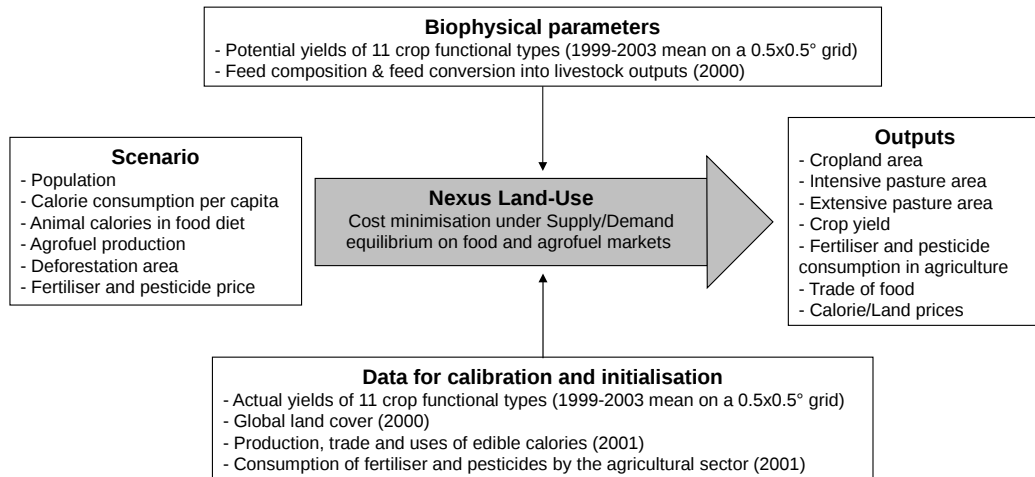 Biophysical parameters
- Potential yields of 11 crop functional types (1999-2003 mean on a 0.5x0.5° grid)
- Feed composition & feed conversion into livestock outputs (2000)
Scenario
- Population
- Calorie consumption per capita
- Animal calories in food diet
- Agrofuel production
- Deforestation area
- Fertiliser and pesticide price
Nexus Land-Use
Cost minimisation under Supply/Demand
equilibrium on food and agrofuel markets
Outputs
- Cropland area
- Intensive pasture area
- Extensive pasture area
- Crop yield
- Fertiliser and pesticide
consumption in agriculture
- Trade of food
- Calorie/Land prices
Data for calibration and initialisation
- Actual yields of 11 crop functional types (1999-2003 mean on a 0.5x0.5° grid)
- Global land cover (2000)
- Production, trade and uses of edible calories (2001)
- Consumption of fertiliser and pesticides by the agricultural sector (2001)